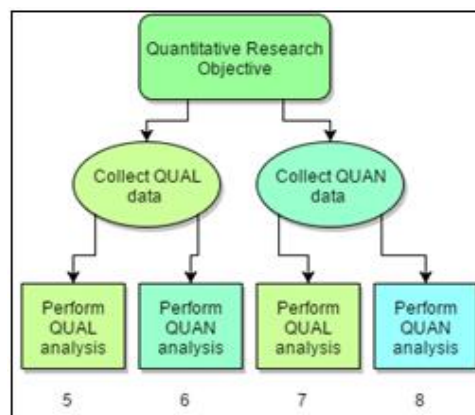 Quantitative Research
Objective
Collect QUAL
data
Collect QUAN
data
Perform
QUAL
analysis
Perform
QUAN
analysis
Perform
QUAL
analysis
Perform
QUAN
analysis
5
6
7
8